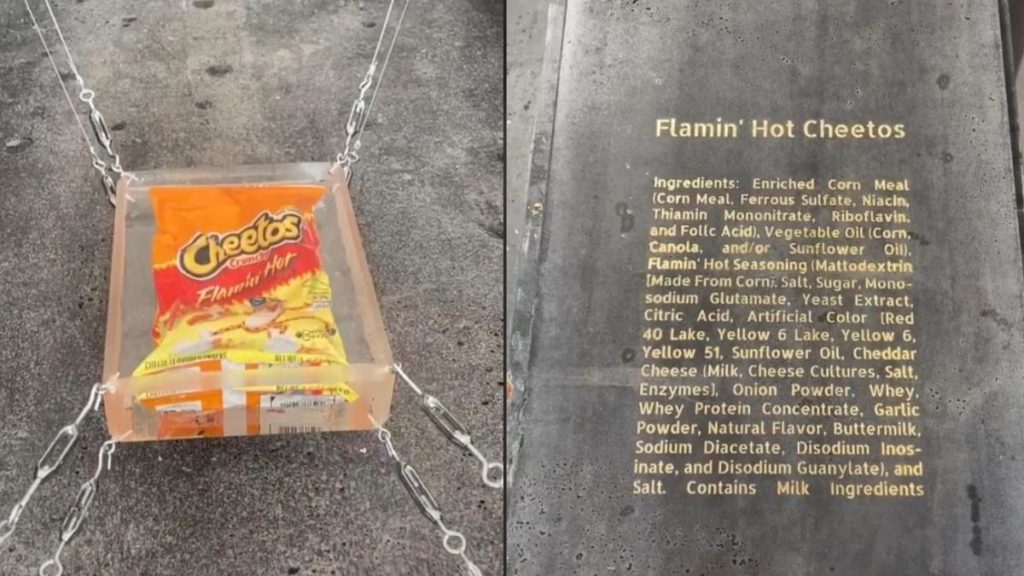 Cheetos
CRUNCHY
Flamin' Hot
Flamin' Hot Cheetos
Ingredients: Enriched Corn Meal
(Corn Meal, Ferrous Sulfate, Niacin,
Thiamin Mononitrate, Riboflavin,
and Follc Acid), Vegetable Oil (Corn,
Canola, and/or Sunflower Oil),
Flamin' Hot Seasoning (Mattodextrin
[Made From Corn). Salt, Sugar, Mono-
sodium Glutamate, Yeast Extract,
Citric Acid, Artificial Color [Red
40 Lake, Yellow 6 Lake, Yellow 6,
Yellow 51, Sunflower Oil, Cheddar
Cheese (Milk, Cheese Cultures, Salt,
Enzymes], Onion Powder, Whey,
Whey Protein Concentrate, Garlic
Powder, Natural Flavor, Buttermilk,
Sodium Diacetate, Disodium Inos-
inate, and Disodium Guanylate), and
Salt. Contains Milk Ingredients